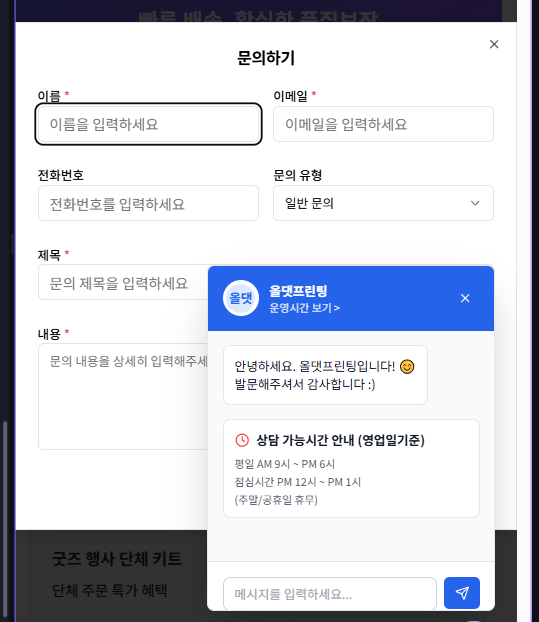 빠른 배송, 확실한 품질보장
문의하기
이름 *
이메일 *
이름을 입력하세요
이메일을 입력하세요
전화번호
문의 유형
전화번호를 입력하세요
일반 문의
제목 *
문의 제목을 입력하세요
내용 *
문의 내용을 상세히 입력해주세
올댓
올댓프린팅
운영시간 보기 >
안녕하세요. 올댓프린팅입니다! 😊
발문해주셔서 감사합니다 :)
상담 가능시간 안내 (영업일기준)
평일 AM 9시 ~ PM 6시
점심시간 PM 12시 ~ PM 1시
(주말/공휴일 휴무)
메시지를 입력하세요...
굿즈 행사 단체 키트
단체 주문 특가 혜택